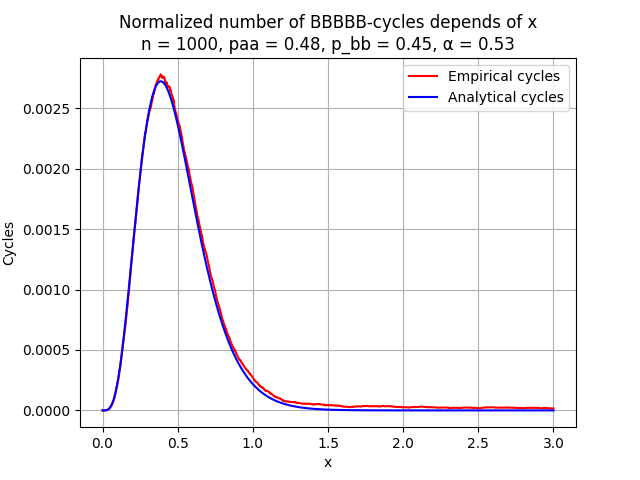 Normalized number of BBBBB-cycles depends of x
n = 1000, paa = 0.48, p_bb = 0.45, α = 0.53
Empirical cycles
Analytical cycles
0.0025
0.0020
0.0015
0.0010
0.0005
0.0000
Cycles
0.0
0.5
1.0
1.5
2.0
2.5
3.0
x